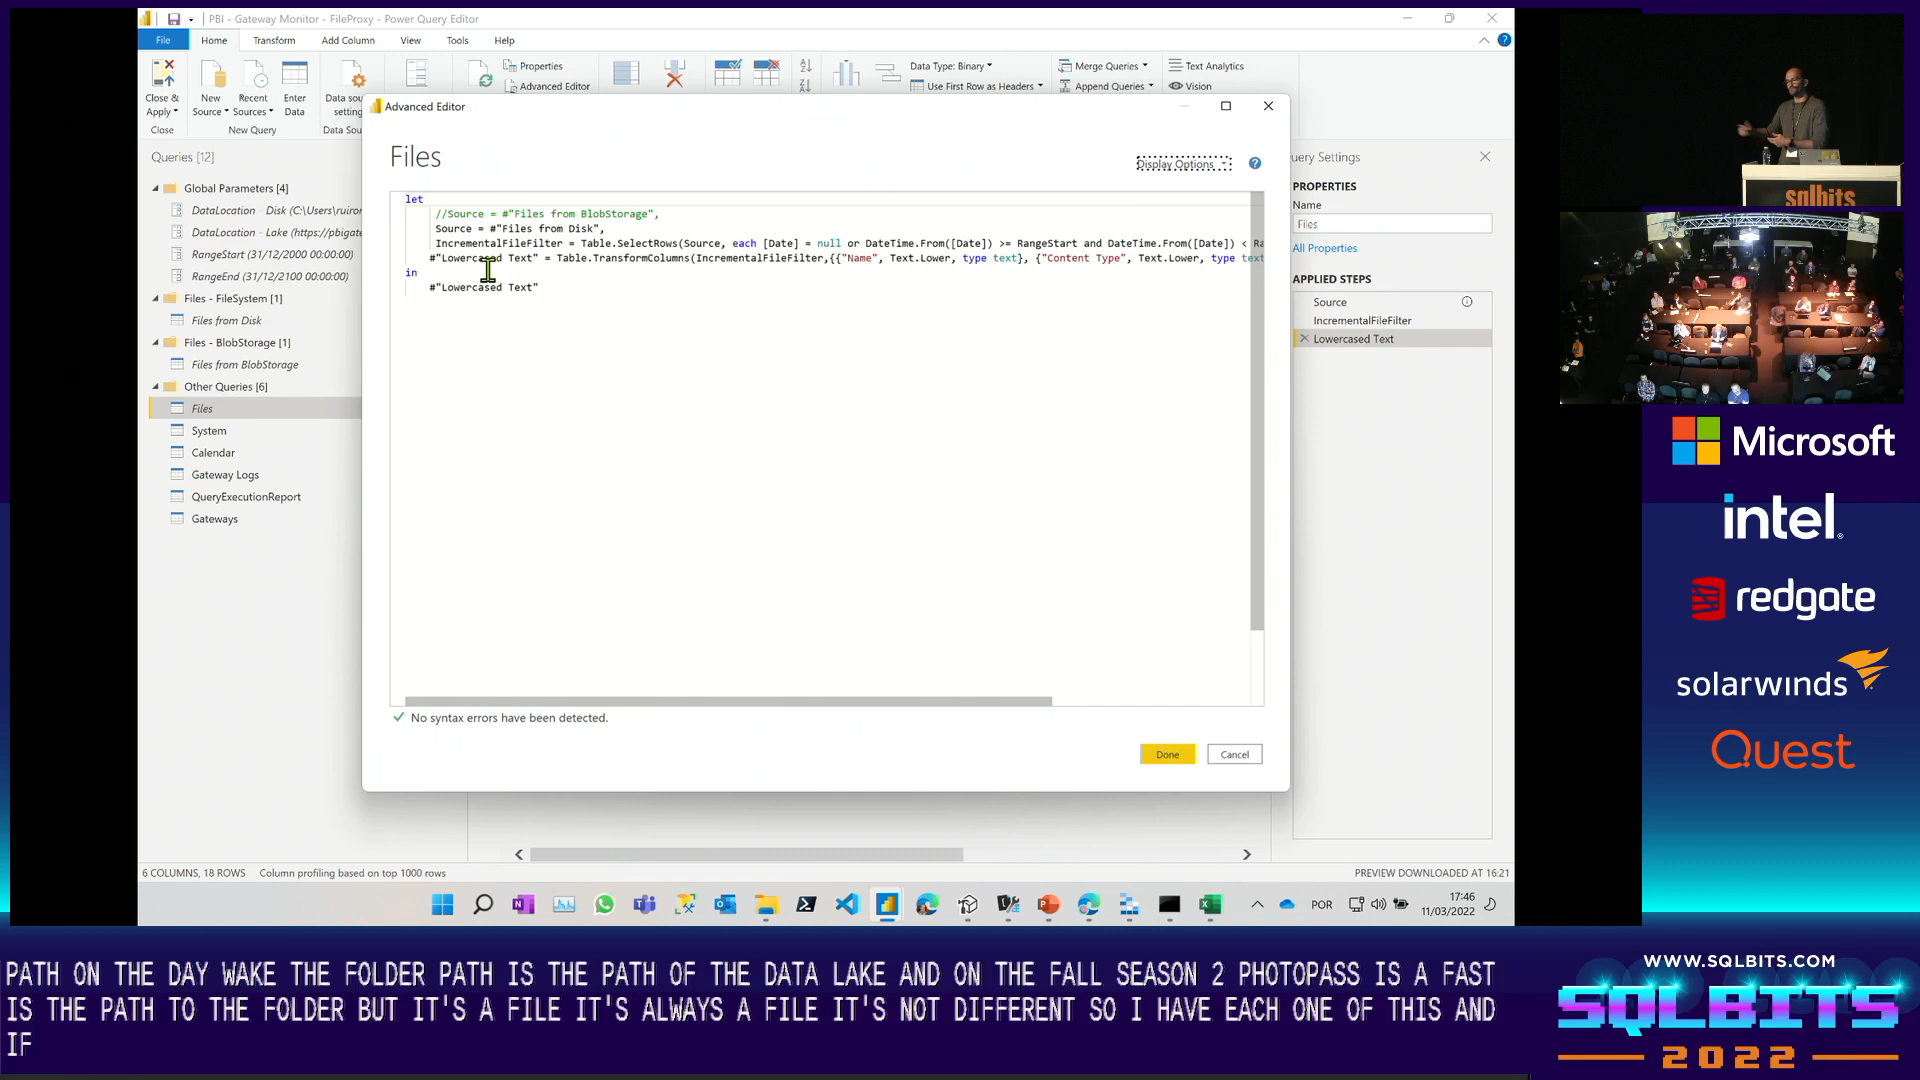 PBI - Gateway Monitor - FileProxy - Power Query Editor
File
Home
Transform
Add Column
View
Tools
Help
Close & Apply
New Source
Recent Sources
Enter Data
Data sou
setting
Properties
Advanced Editor
Data Type: Binary
Use First Row as Headers
Merge Queries
Append Queries
Text Analytics
Vision
Close
New Query
Data Sou
Queries [12]
Global Parameters [4]
DataLocation - Disk (C:\Users\ruiron
DataLocation - Lake (https://pbigate
RangeStart (31/12/2000 00:00:00)
RangeEnd (31/12/2100 00:00:00)
Files - FileSystem [1]
Files from Disk
Files - BlobStorage [1]
Files from BlobStorage
Other Queries [6]
Files
System
Calendar
Gateway Logs
QueryExecutionReport
Gateways
Advanced Editor
Files
Display Options
let
//Source = #"Files from BlobStorage",
Source = #"Files from Disk",
IncrementalFileFilter = Table.SelectRows(Source, each [Date] = null or DateTime.From([Date]) >= RangeStart and DateTime.From([Date]) < Ra
#"Lowercased Text" = Table.TransformColumns(IncrementalFileFilter,{{"Name", Text.Lower, type text}, {"Content Type", Text.Lower, type text
in
#"Lowercased Text"
No syntax errors have been detected.
Done
Cancel
uery Settings
PROPERTIES
Name
Files
All Properties
APPLIED STEPS
Source
IncrementalFileFilter
Lowercased Text
6 COLUMNS, 18 ROWS
Column profiling based on top 1000 rows
PREVIEW DOWNLOADED AT 16:21
POR
17:46
11/03/2022
sqlbits
Microsoft
intel.
redgate
solarwinds
Quest
PATH ON THE DAY WAKE THE FOLDER PATH IS THE PATH OF THE DATA LAKE AND ON THE FALL SEASON 2 PHOTOPASS IS A FAST
IS THE PATH TO THE FOLDER BUT IT'S A FILE IT'S ALWAYS A FILE IT'S NOT DIFFERENT SO I HAVE EACH ONE OF THIS AND
IF
WWW.SQLBITS.COM
SQLBITS
2022